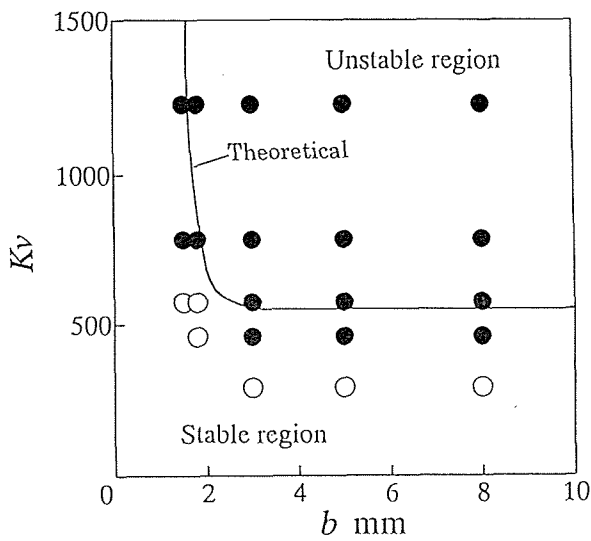 1500
Unstable region
Theoretical
1000
Kv
500
Stable region
0 2 4 6 8 10
b mm